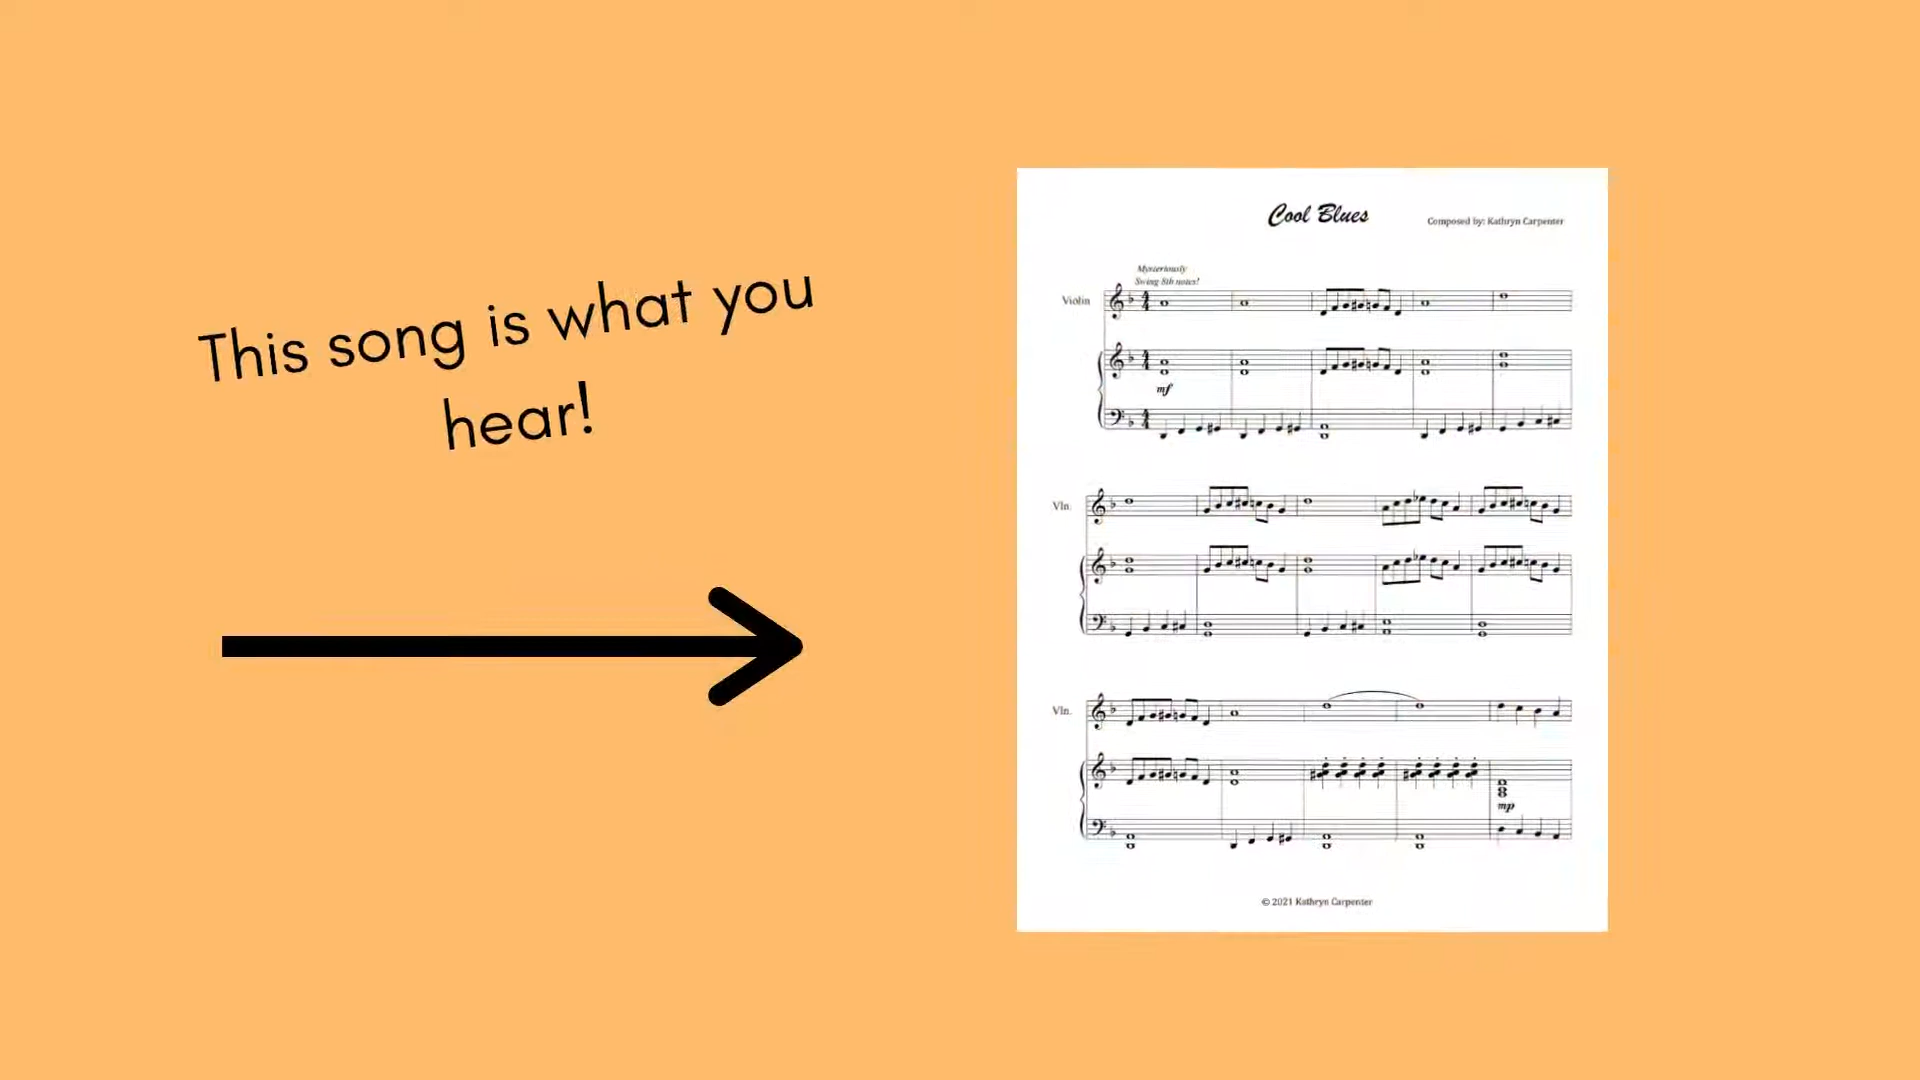 This song is what you
hear!
Cool Blues
Composed by: Kathryn Carpenter
Mysteriously
Swing 8th notes!
Violin
mf
Vln.
Vln.
mp
© 2021 Kathryn Carpenter